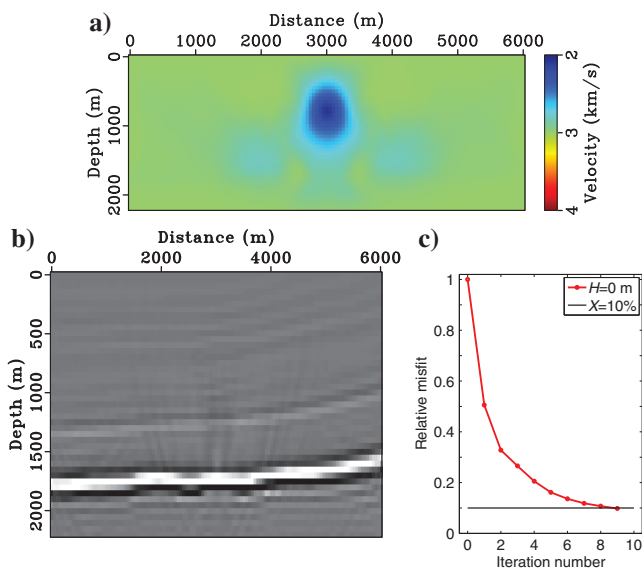 a)
Distance (m)
0 1000 2000 3000 4000 5000 6000
Depth (m)
0
1000
2000
2
3
4
Velocity (km/s)
b)
Distance (m)
0 2000 4000 6000
Depth (m)
0
500
1000
1500
2000
c)
H=0 m
X=10%
Relative misfit
1
0.8
0.6
0.4
0.2
0 2 4 6 8 10
Iteration number